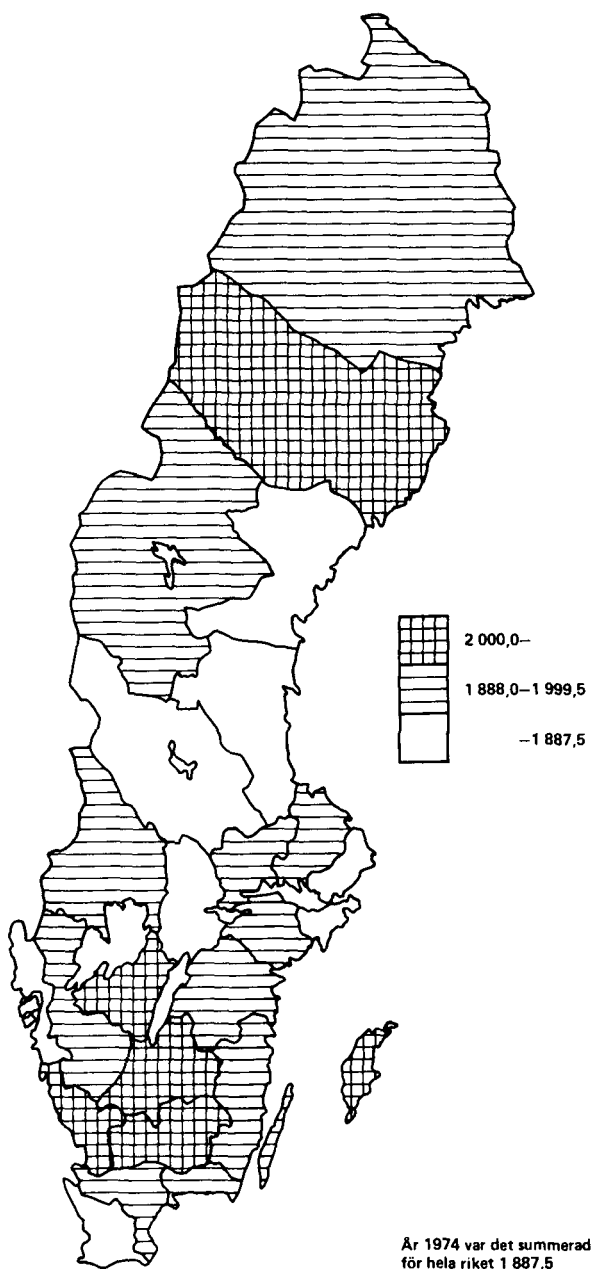 2 000,0–
1 888,0–1 999,5
–1 887,5
År 1974 var det summerad
för hela riket 1 887,5